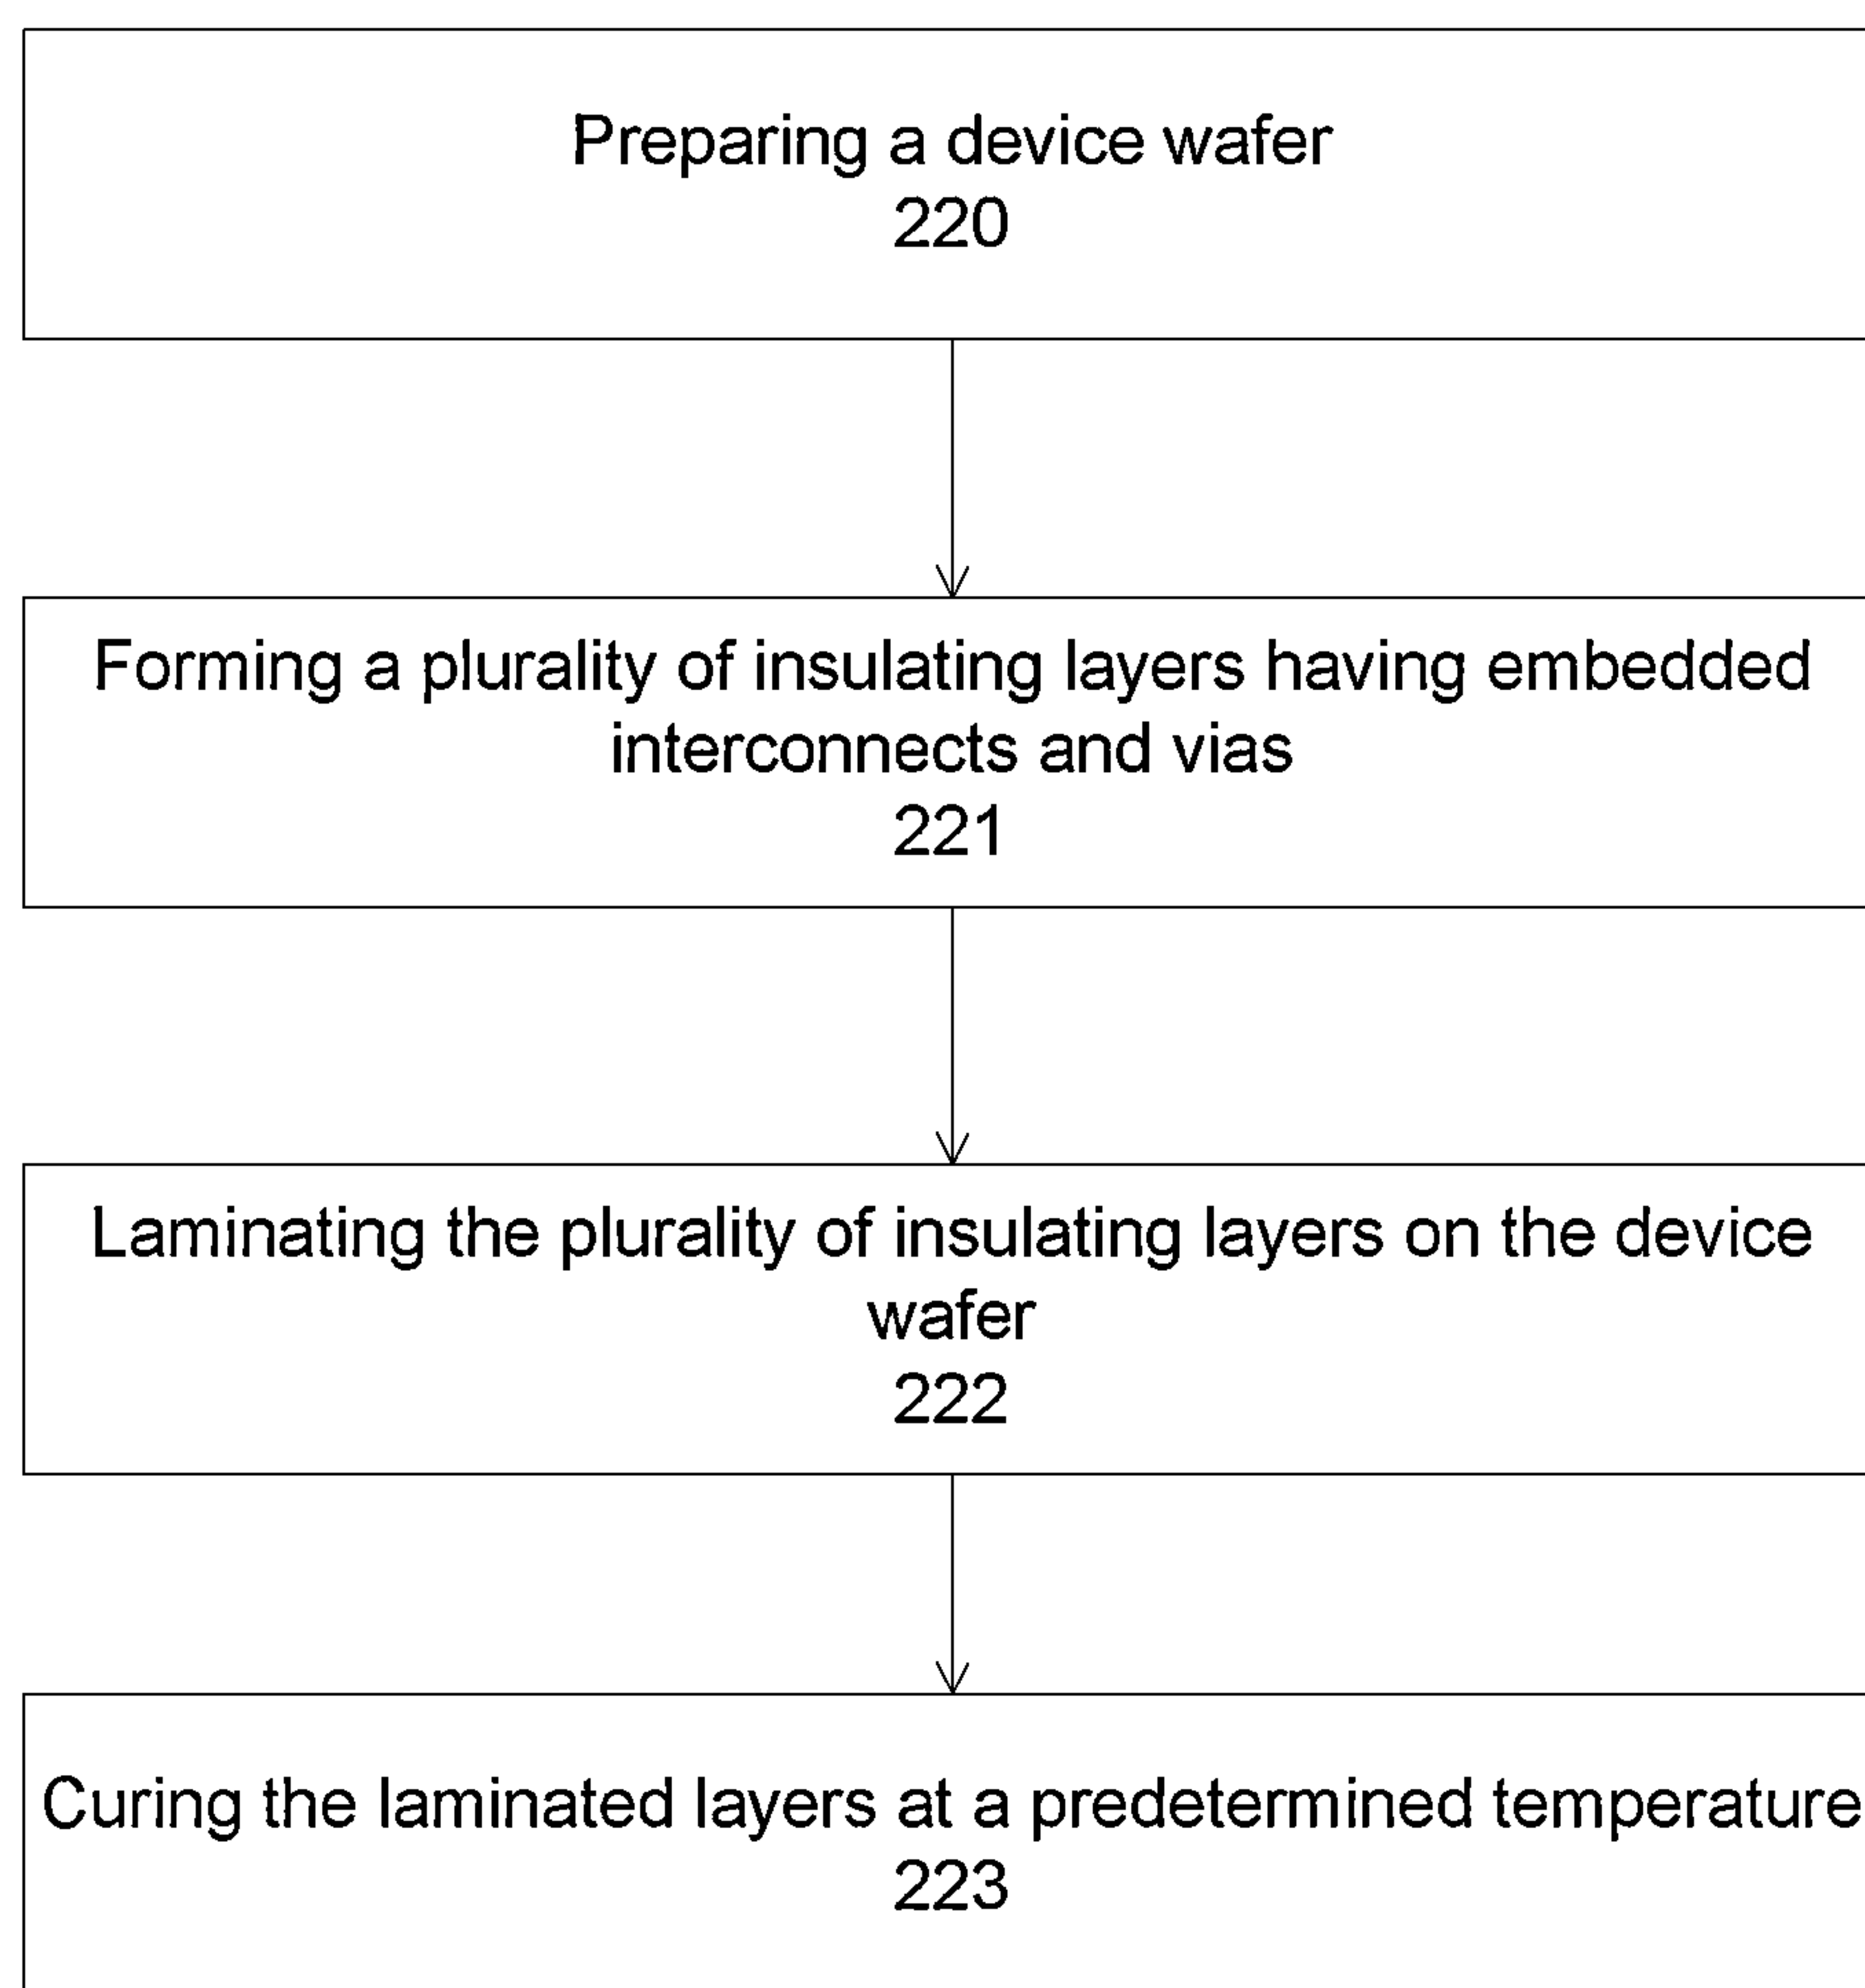 Preparing a device wafer
220
Forming a plurality of insulating layers having embedded
interconnects and vias
221
Laminating the plurality of insulating layers on the device
wafer
222
Curing the laminated layers at a predetermined temperature
223